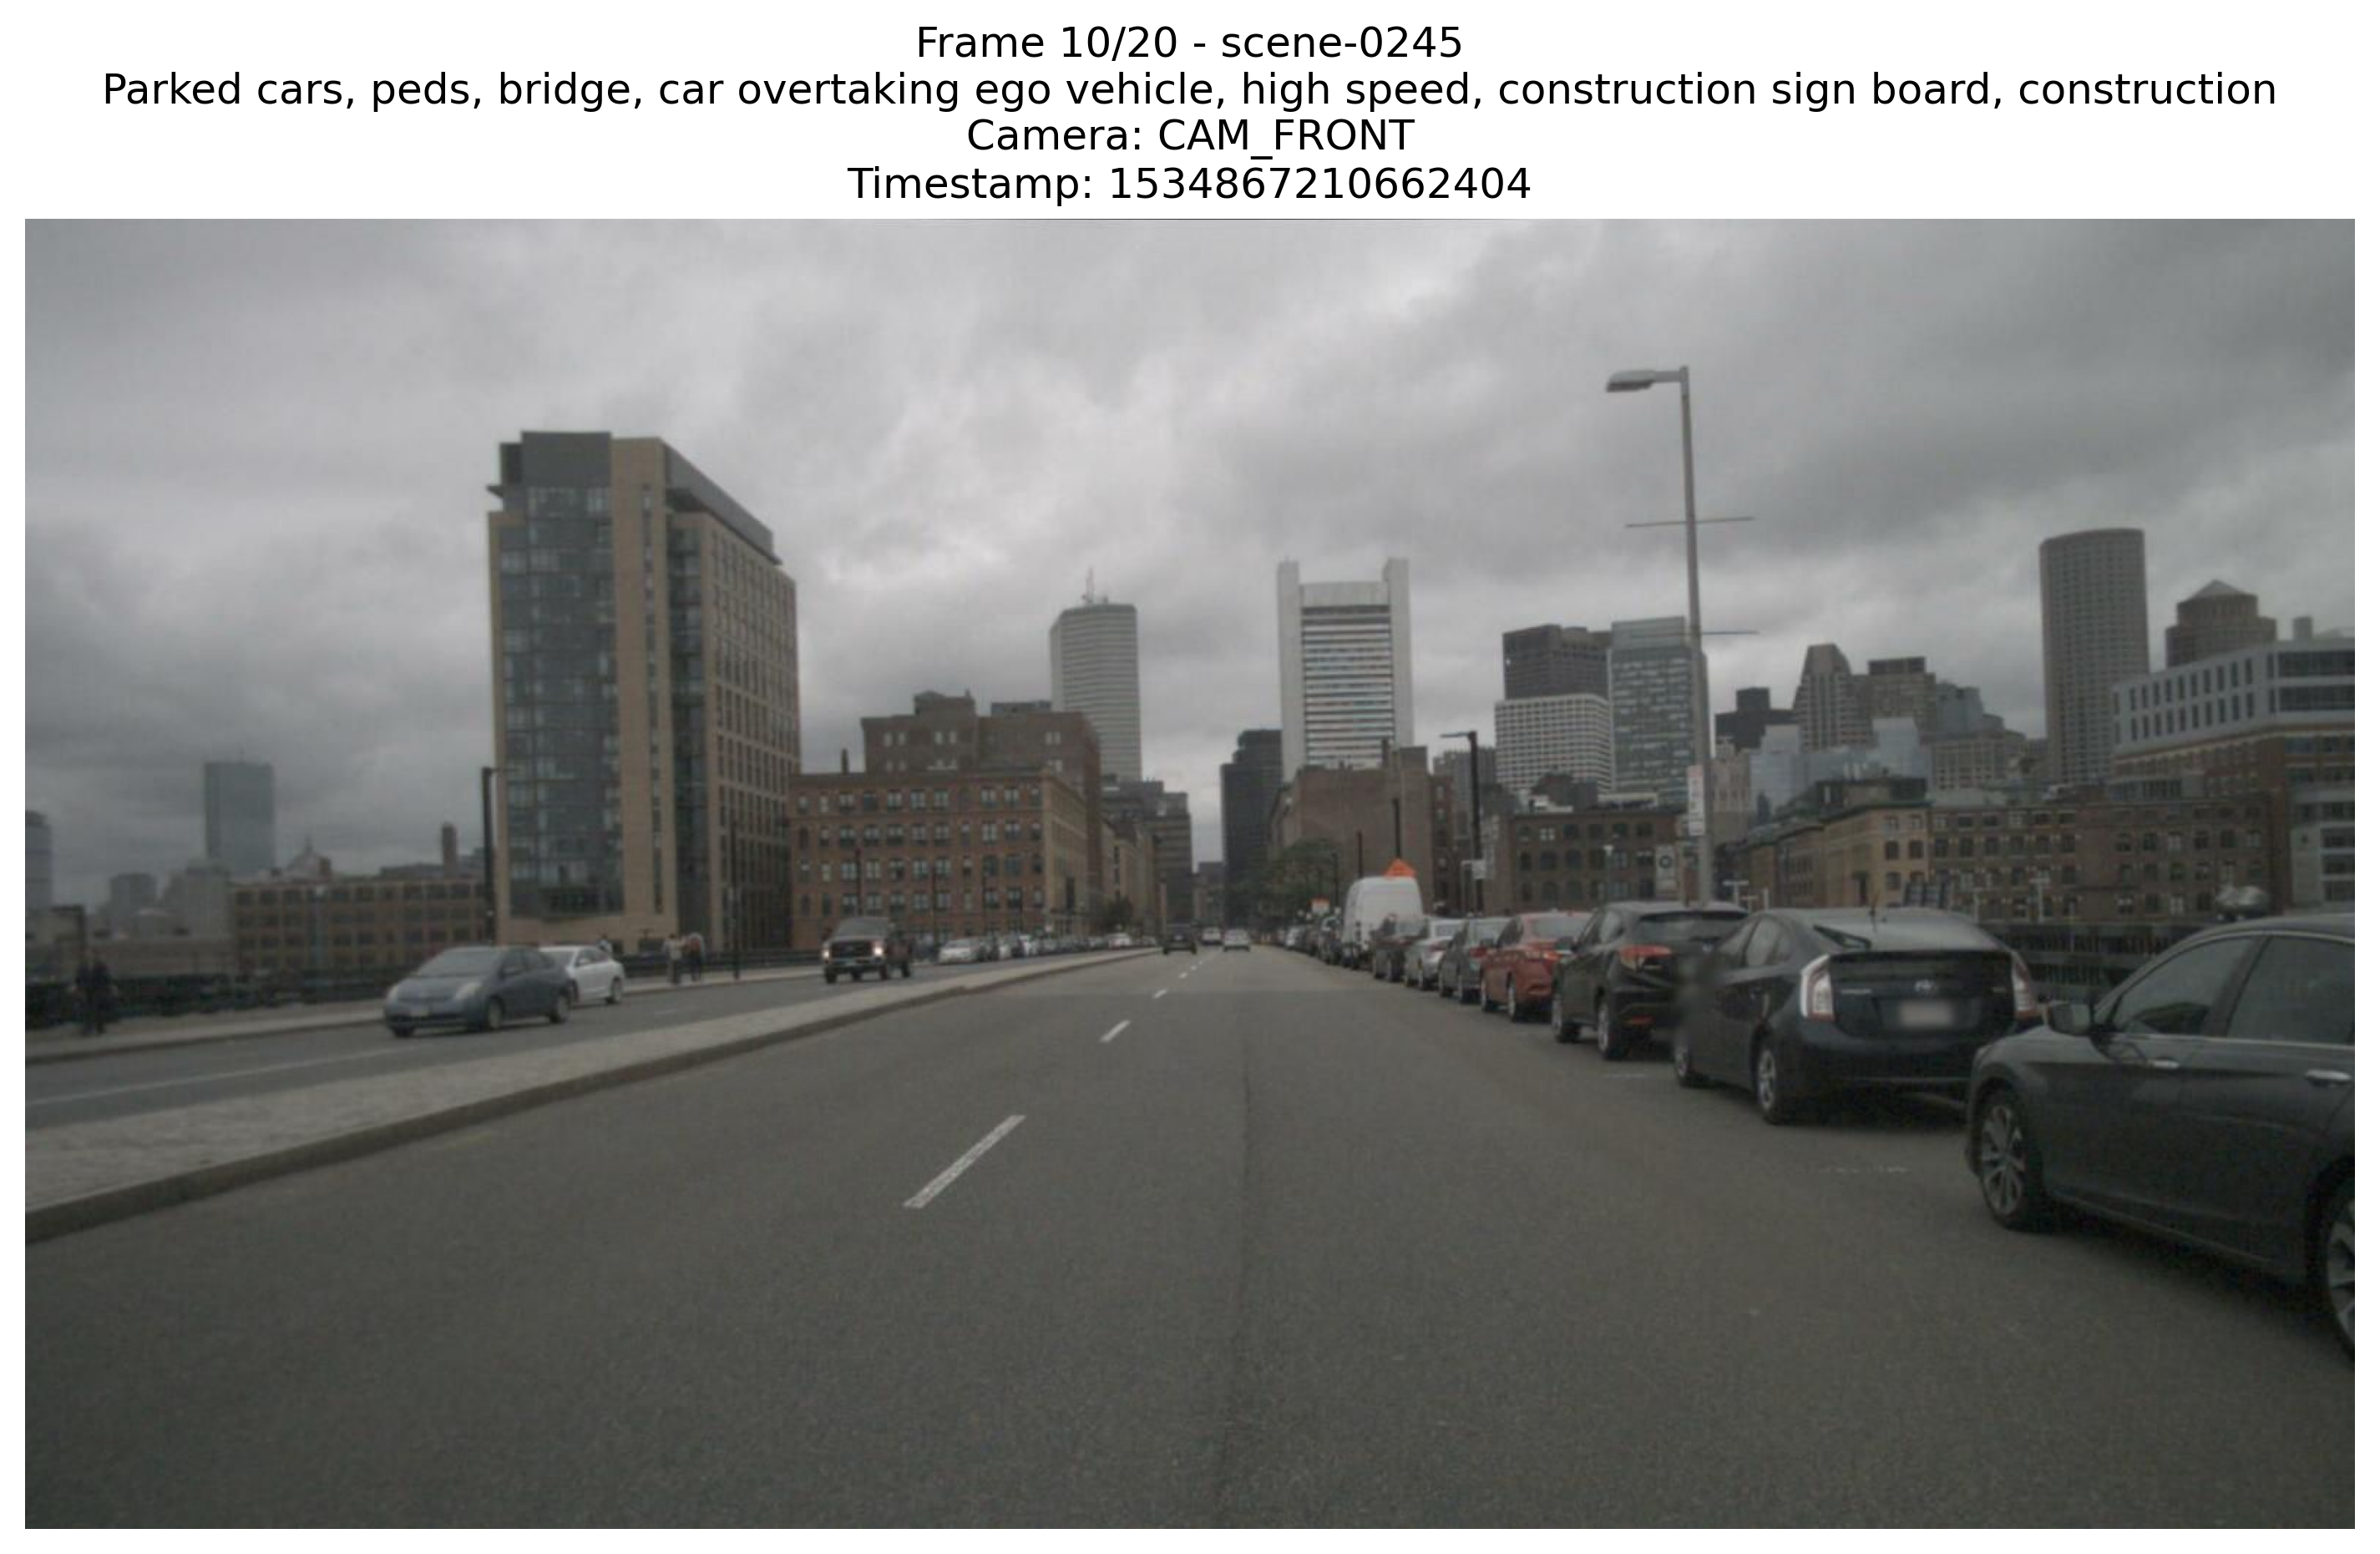 Frame 10/20 - scene-0245
Parked cars, peds, bridge, car overtaking ego vehicle, high speed, construction sign board, construction
Camera: CAM_FRONT
Timestamp: 1534867210662404